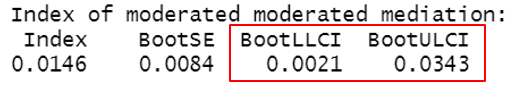 Index of moderated moderated mediation:
Index BootSE BootLLCI BootULCI
0.0146 0.0084 0.0021 0.0343